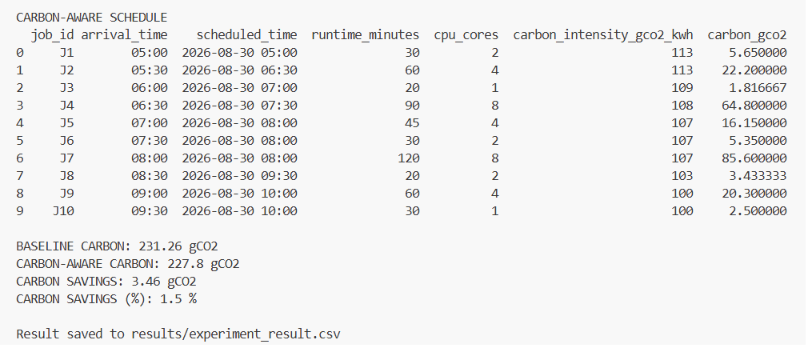 CARBON-AWARE SCHEDULE
job_id arrival_time scheduled_time runtime_minutes cpu_cores carbon_intensity_gco2_kwh carbon_gco2
0 J1 05:00 2026-08-30 05:00 30 2 113 5.650000
1 J2 05:30 2026-08-30 06:30 60 4 113 22.200000
2 J3 06:00 2026-08-30 07:00 20 1 109 1.816667
3 J4 06:30 2026-08-30 07:30 90 8 108 64.800000
4 J5 07:00 2026-08-30 08:00 45 4 107 16.150000
5 J6 07:30 2026-08-30 08:00 30 2 107 5.350000
6 J7 08:00 2026-08-30 08:00 120 8 107 85.600000
7 J8 08:30 2026-08-30 09:30 20 2 103 3.433333
8 J9 09:00 2026-08-30 10:00 60 4 100 20.300000
9 J10 09:30 2026-08-30 10:00 30 1 100 2.500000
BASELINE CARBON: 231.26 gCO2
CARBON-AWARE CARBON: 227.8 gCO2
CARBON SAVINGS: 3.46 gCO2
CARBON SAVINGS (%): 1.5 %
Result saved to results/experiment_result.csv